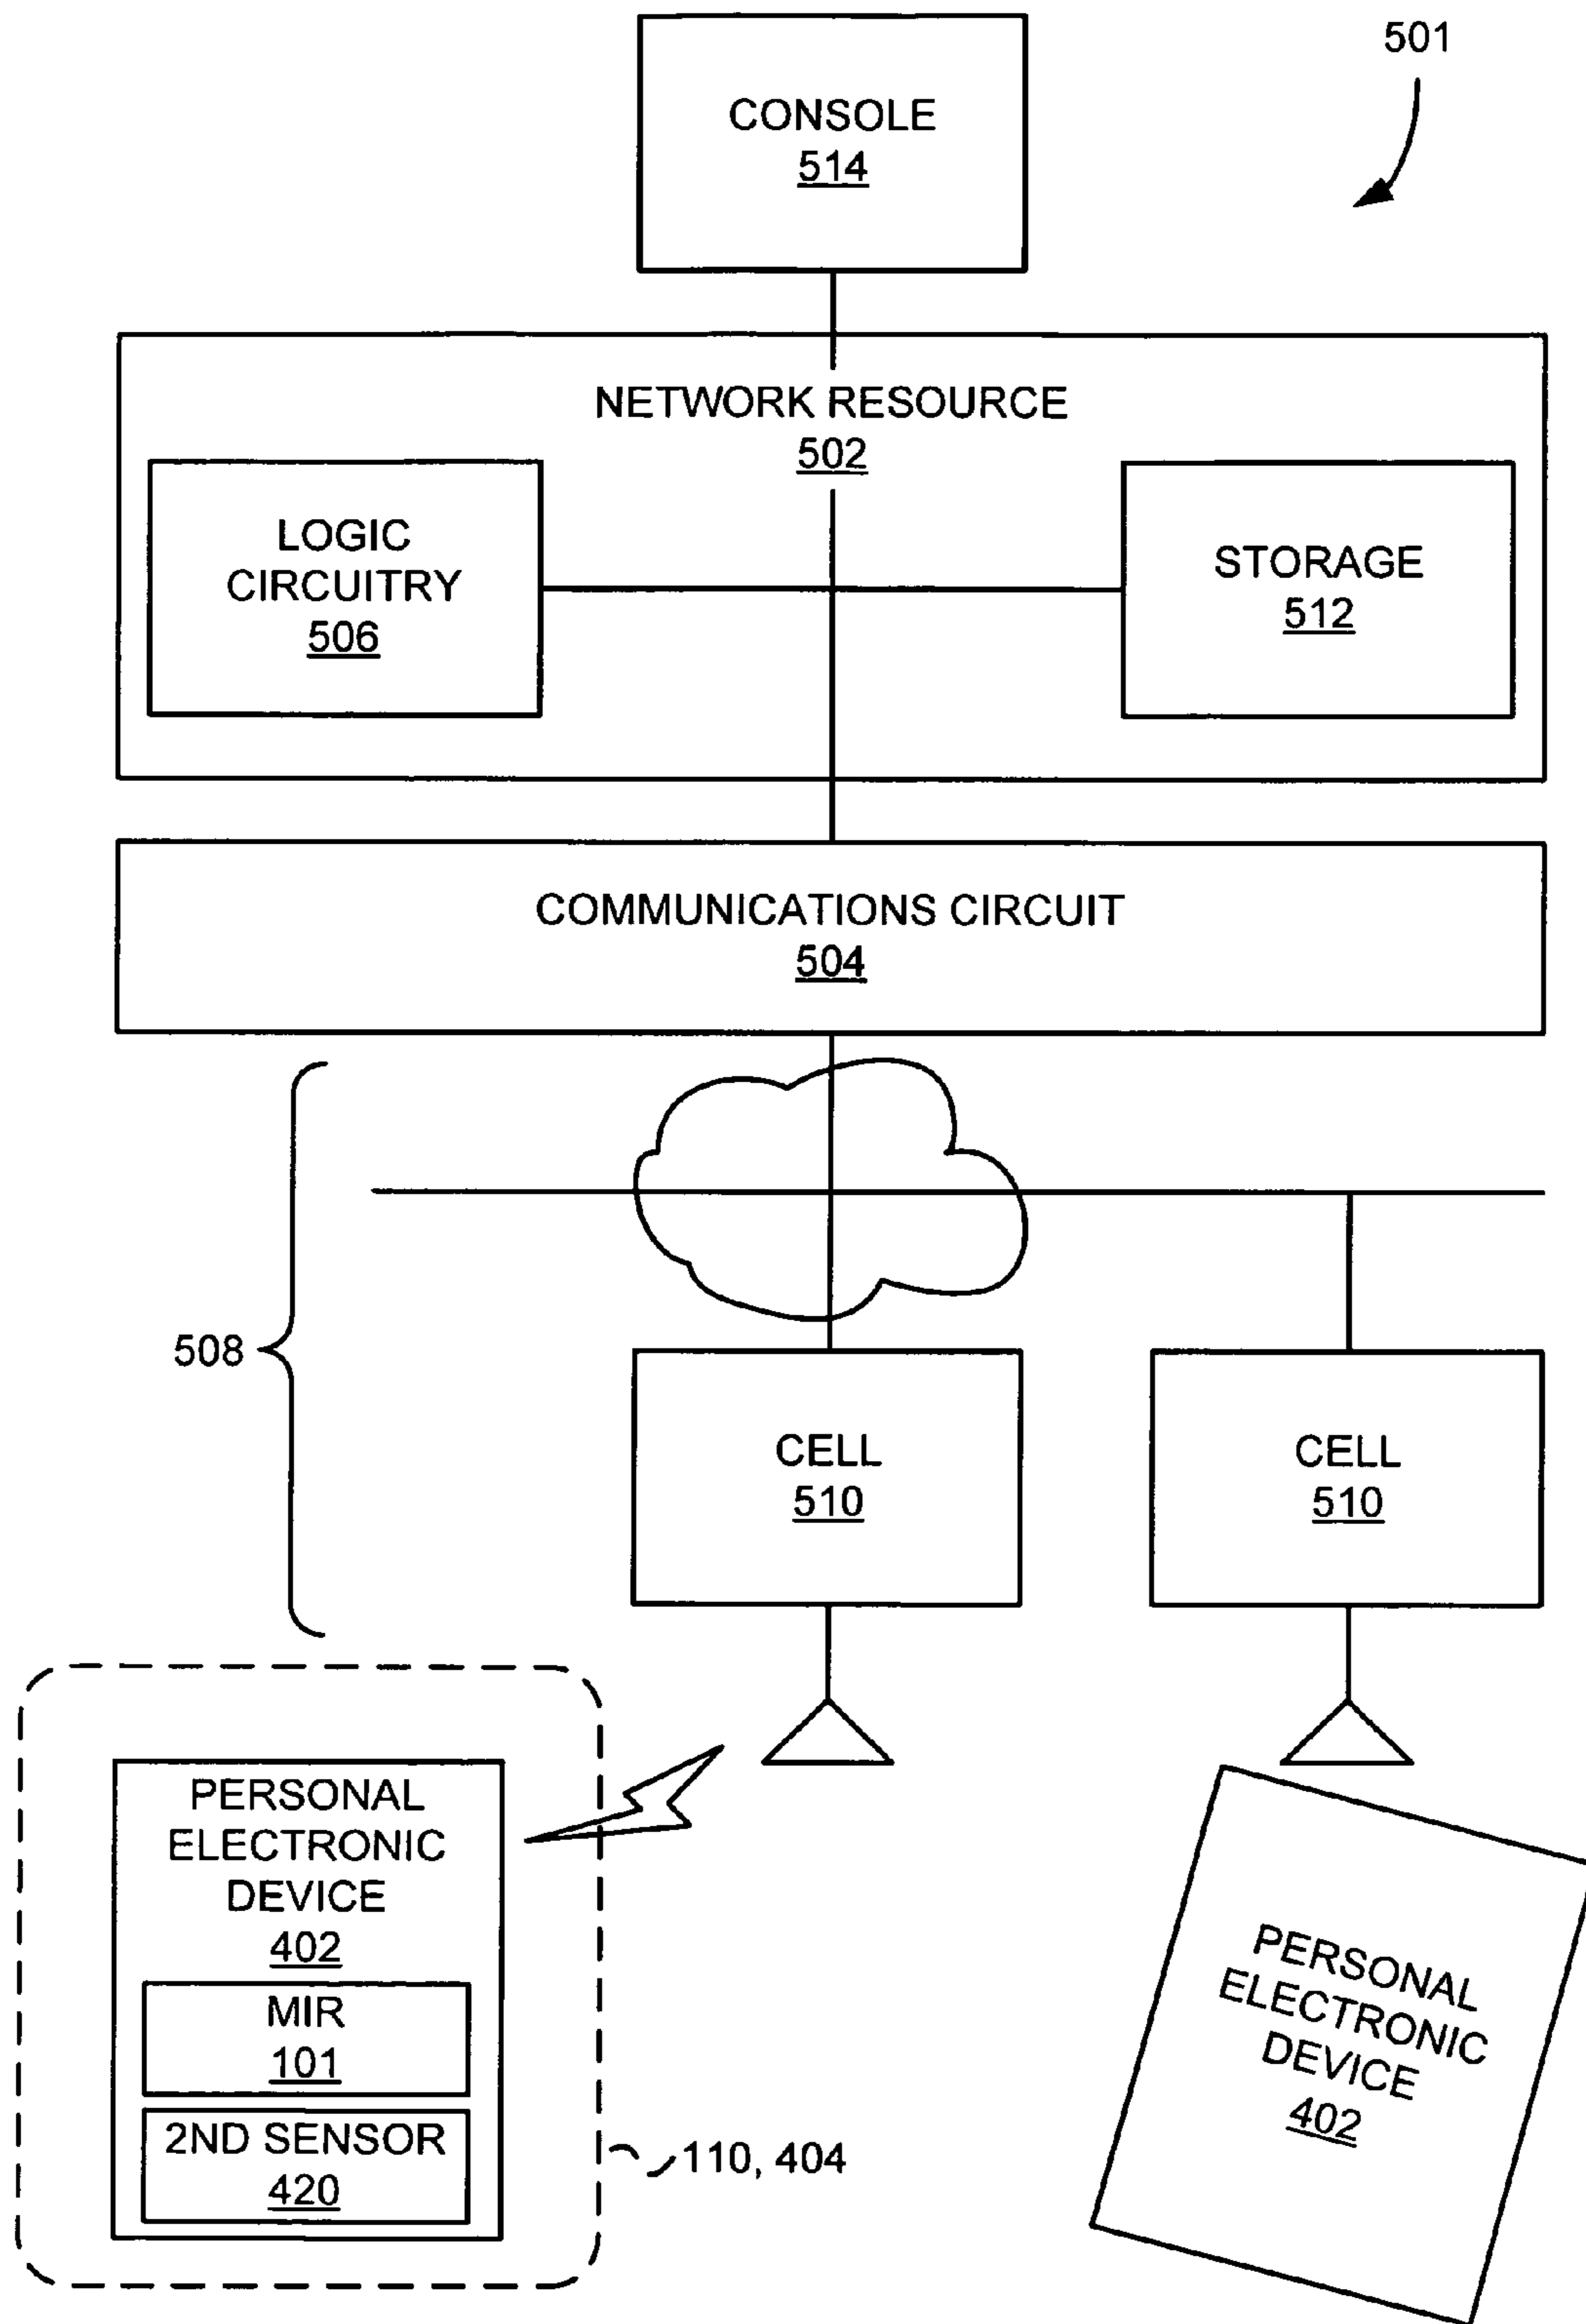 501
CONSOLE
514
NETWORK RESOURCE
502
LOGIC
CIRCUITRY
506
STORAGE
512
COMMUNICATIONS CIRCUIT
504
508
CELL
510
CELL
510
PERSONAL
ELECTRONIC
DEVICE
402
MIR
101
2ND SENSOR
420
110, 404
PERSONAL
ELECTRONIC
DEVICE
402